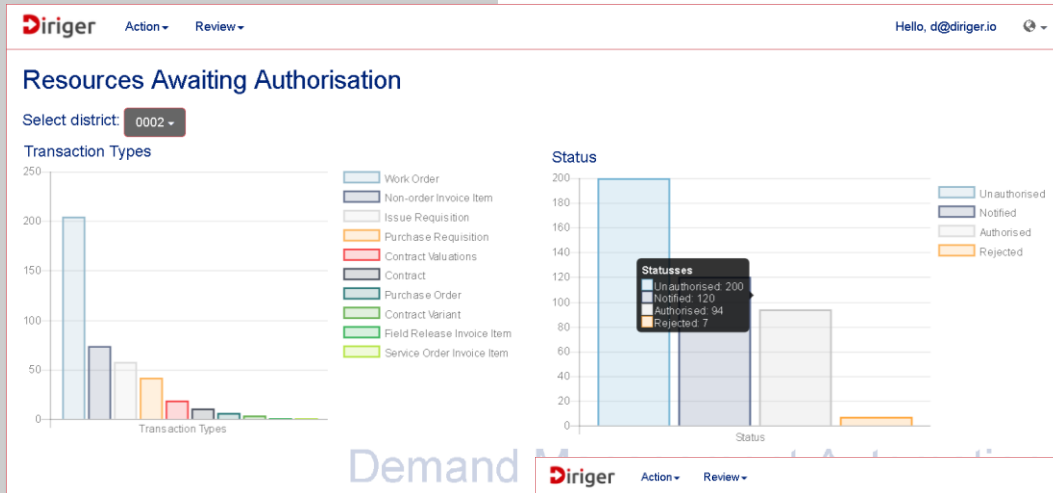 Diriger Action Review Hello, d@diriger.io
Resources Awaiting Authorisation
Select district: 0002
Transaction Types
250
200
150
100
50
0
Transaction Types
Work Order
Non-order Invoice Item
Issue Requisition
Purchase Requisition
Contract Valuations
Contract
Purchase Order
Contract Variant
Field Release Invoice Item
Service Order Invoice Item
Status
200
180
160
140
120
100
80
60
40
20
0
Status
Statusses
Unauthorised: 200
Notified: 120
Authorised: 94
Rejected: 7
Unauthorised
Notified
Authorised
Rejected
Demand
Diriger Action Review